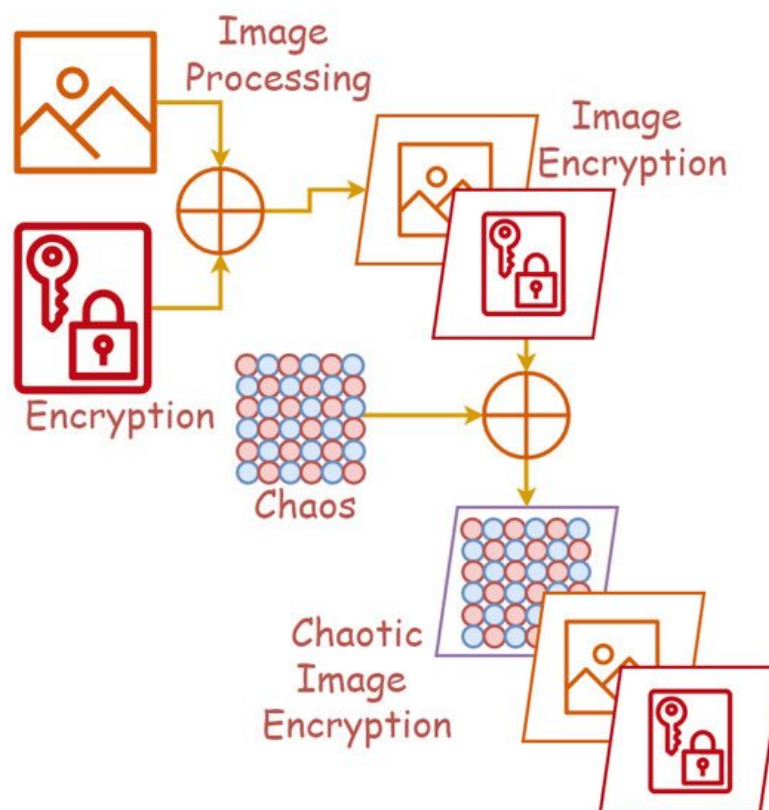 Image
Processing
Image
Encryption
Encryption
Chaos
Chaotic
Image
Encryption